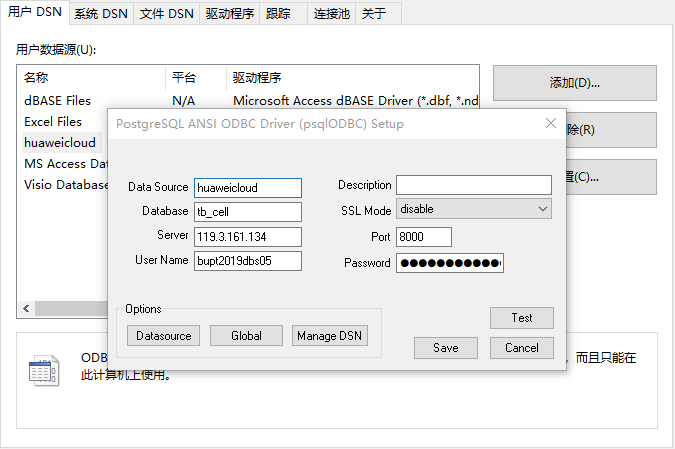 用户 DSN 系统 DSN 文件 DSN 驱动程序 跟踪 连接池 关于
用户数据源(U):
名称 平台 驱动程序
dBASE Files N/A Microsoft Access dBASE Driver (*.dbf, *.nd
Excel Files
huaweicloud
MS Access Dat
Visio Database
添加(D)...
除(R)
置(C)...
PostgreSQL ANSI ODBC Driver (psqlODBC) Setup
Data Source huaweicloud Description
Database tb_cell SSL Mode disable
Server 119.3.161.134 Port 8000
User Name bupt2019dbs05 Password ●●●●●●●●●●●●
Options
Datasource Global Manage DSN
Test
Save Cancel
ODB
，而且只能在
此计算机上使用。